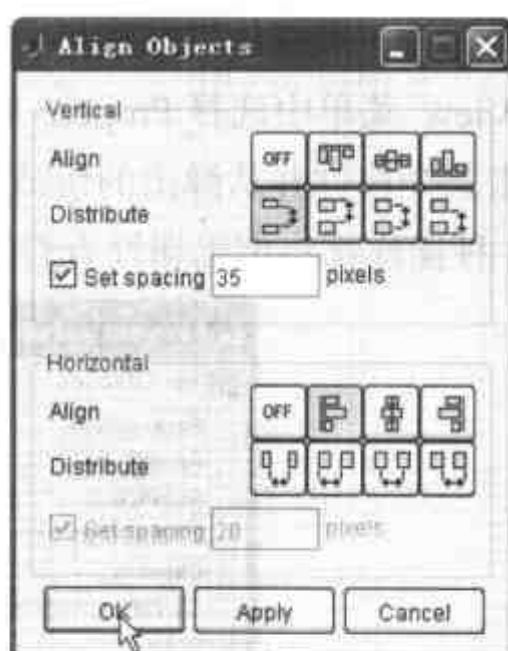 Align Objects
Vertical
Align OFF
Distribute
Set spacing 35 pixels
Horizontal
Align OFF
Distribute
Set spacing 20 pixels
OK Apply Cancel